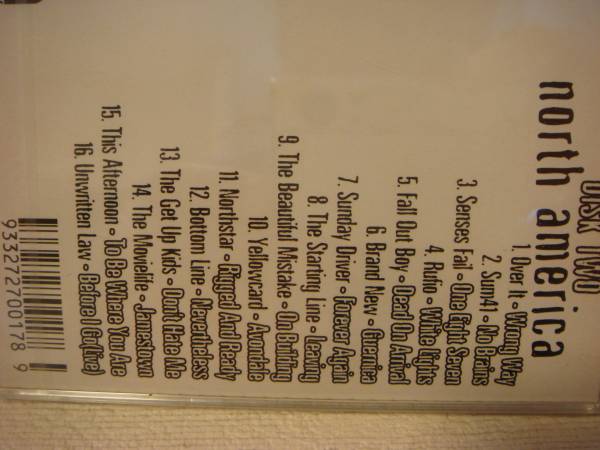 DISK TWO
north america
1. Over It • Wrong Way
2. Sum41 • No Brains
3. Senses Fail • One Eight Seven
4. Rufio • White Lights
5. Fall Out Boy • Dead On Arrival
6. Brand New • Guernica
7. Sunday Driver • Forever Again
8. The Starting Line • Leaving
9. The Beautiful Mistake • On Building
10. Yellowcard • Avondale
11. Northstar • Rigged And Ready
12. Bottom Line • Nevertheless
13. The Get Up Kids • Don't Hate Me
14. The Movielife • Jamestown
15. This Afternoon • To Be Where You Are
16. Unwritten Law • Before I Go(live)
9332727001789